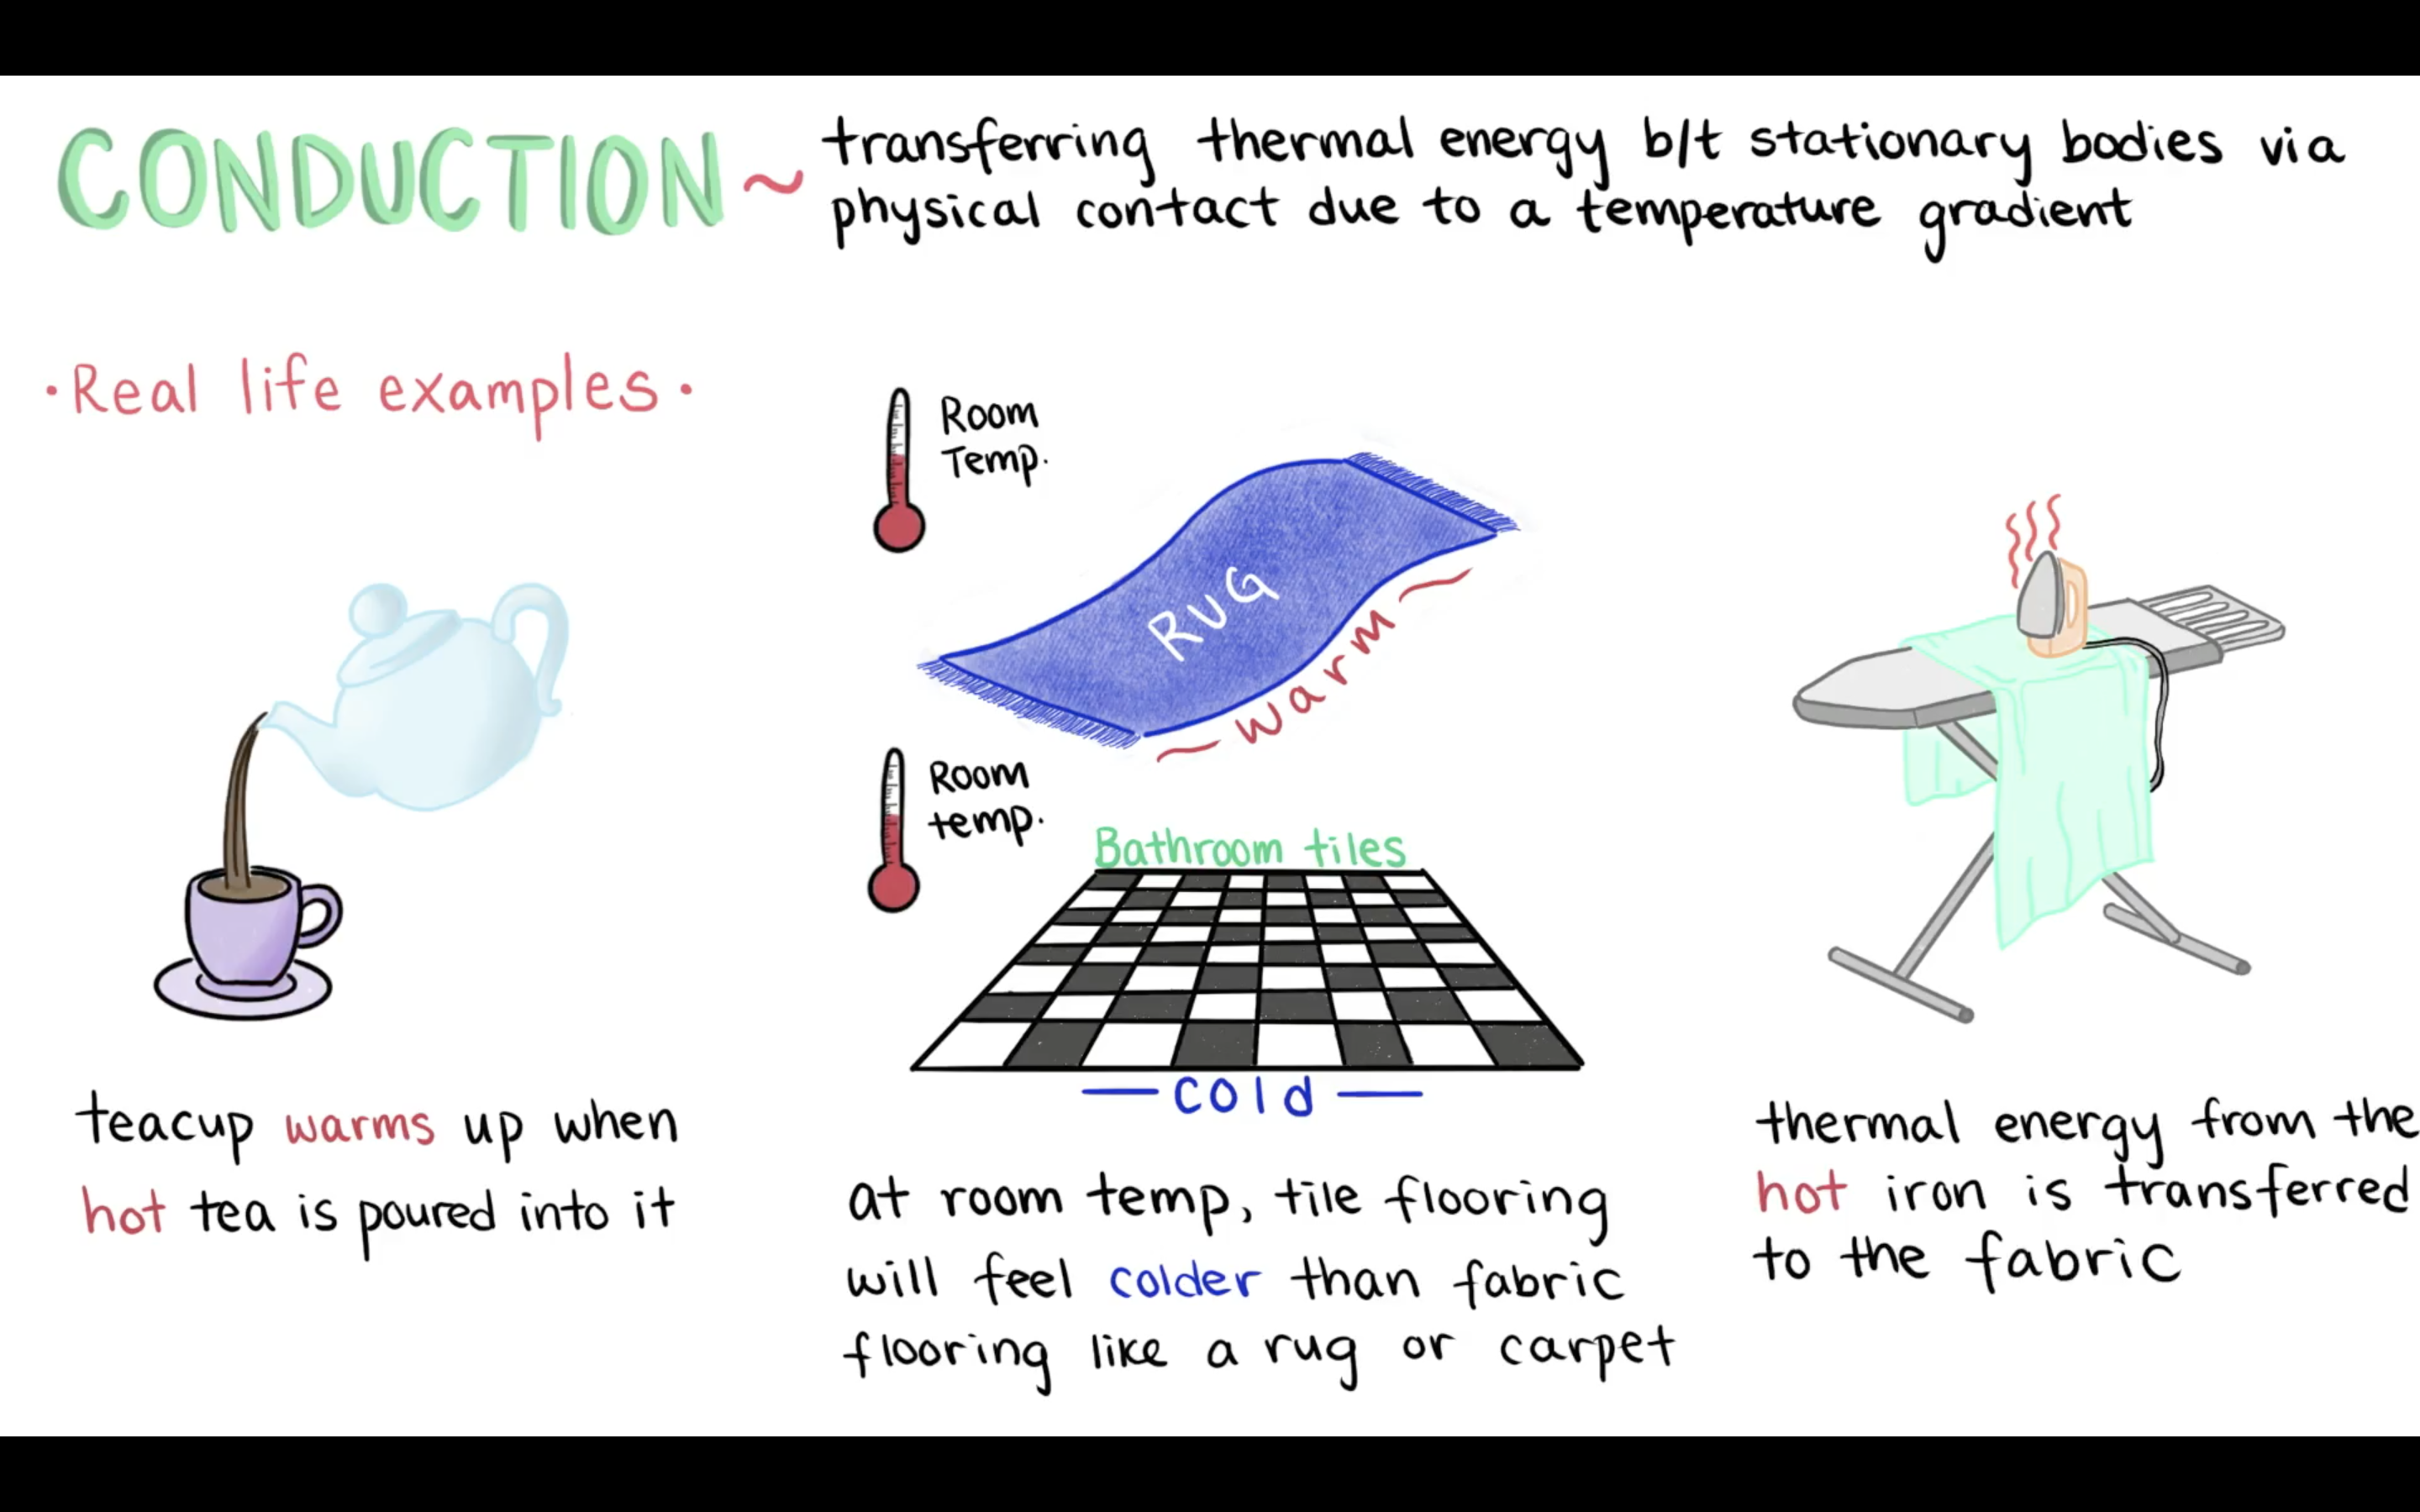 CONDUCTION ~ transferring thermal energy b/t stationary bodies via
physical contact due to a temperature gradient
• Real life examples •
Room
Temp.
RUG
~ warm ~
Room
temp.
Bathroom tiles
— cold —
teacup warms up when
hot tea is poured into it
at room temp, tile flooring
will feel colder than fabric
flooring like a rug or carpet
thermal energy from the
hot iron is transferred
to the fabric